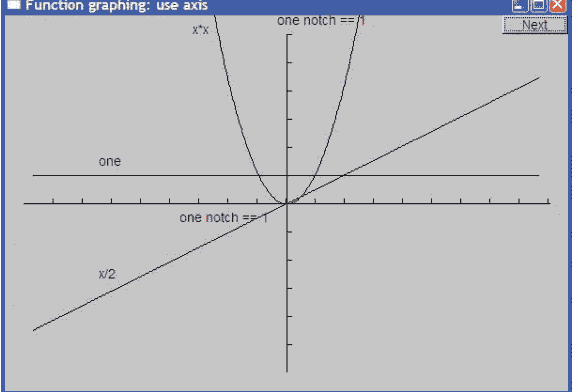 Function graphing: use axis
one notch == 1
Next
x*x
one
one notch == 1
x/2